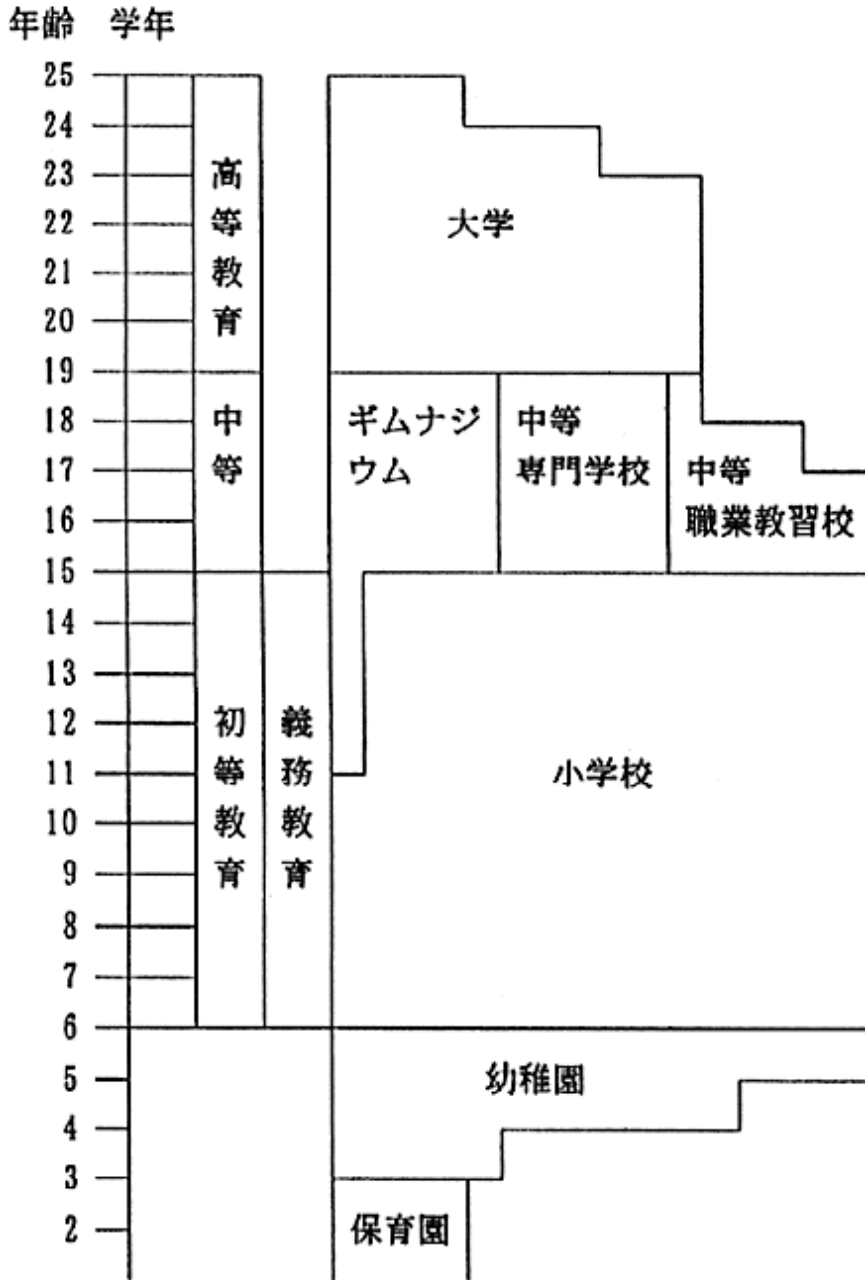 年齢 学年
25
24
23
22
21
20
19
18
17
16
15
14
13
12
11
10
9
8
7
6
5
4
3
2
高等教育
中等
初等教育
義務教育
大学
ギムナジ
ウム
中等
専門学校
中等
職業教習校
小学校
幼稚園
保育園